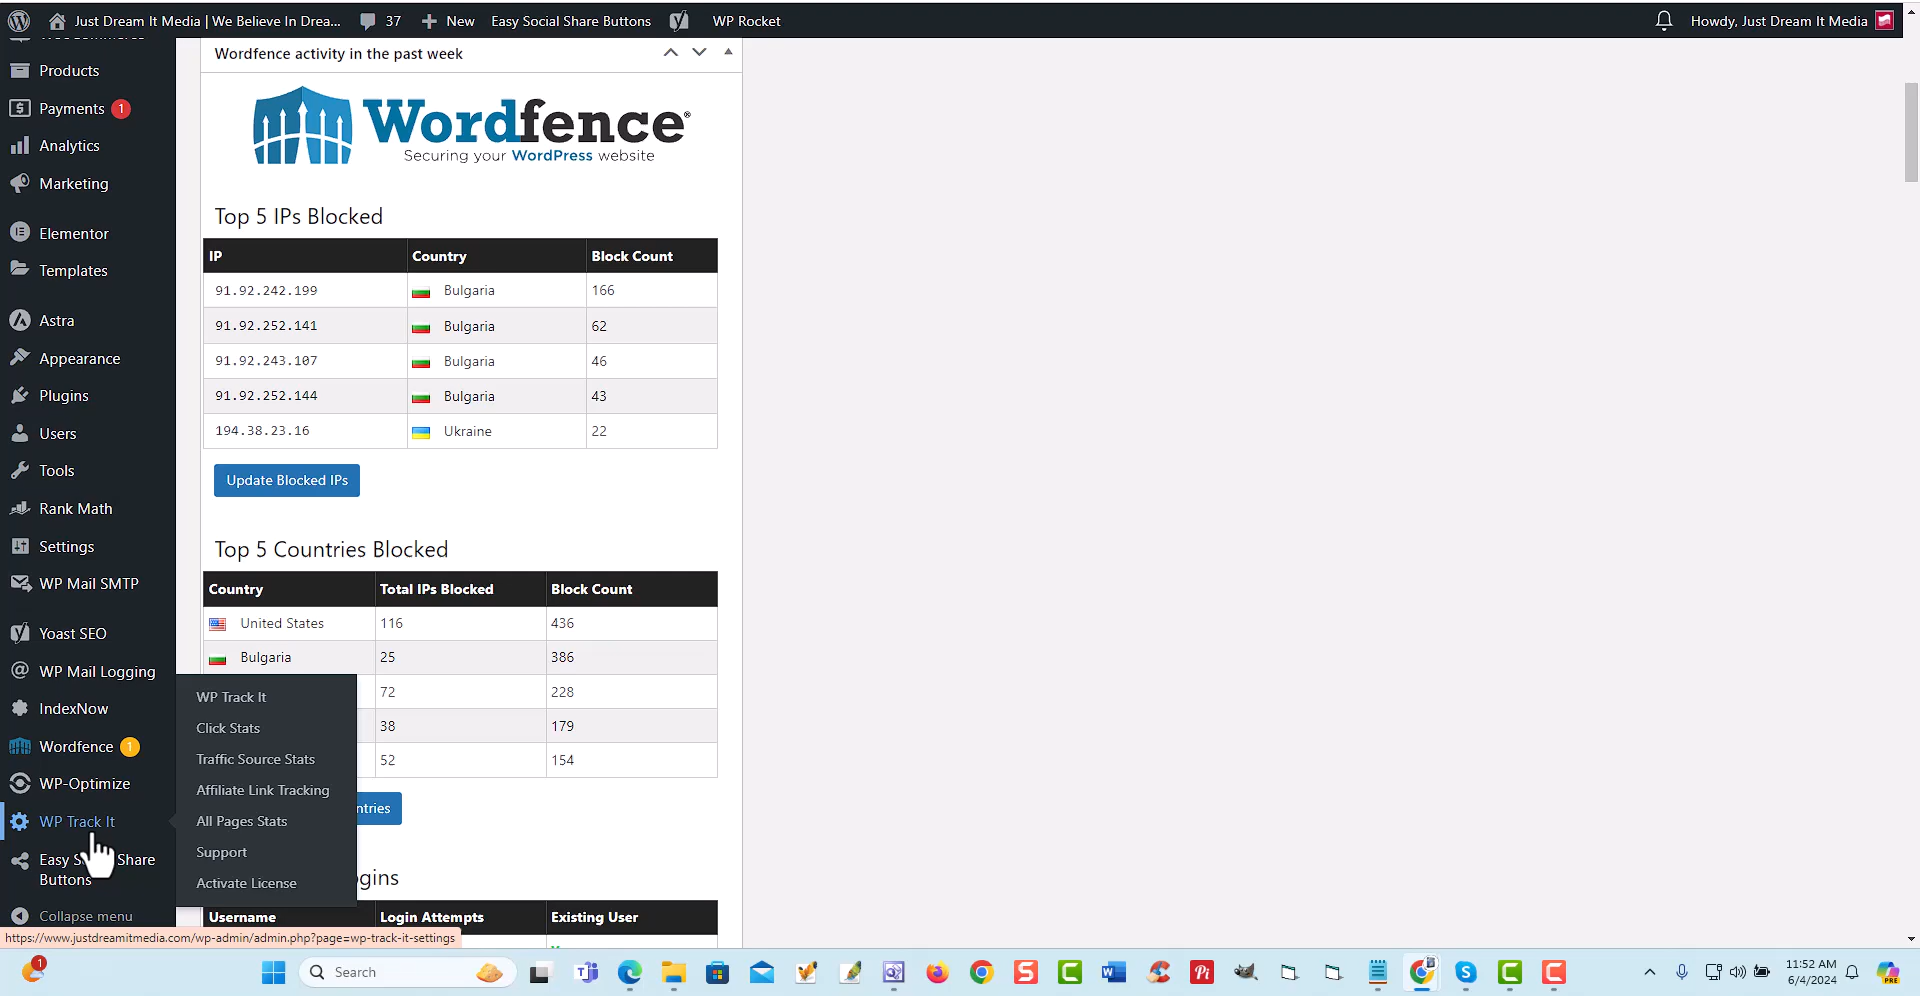 Just Dream It Media | We Believe In Drea...
37
New
Easy Social Share Buttons
WP Rocket
Howdy, Just Dream It Media
Products
Payments 1
Analytics
Marketing
Elementor
Templates
Astra
Appearance
Plugins
Users
Tools
Rank Math
Settings
WP Mail SMTP
Yoast SEO
WP Mail Logging
IndexNow
Wordfence 1
WP-Optimize
WP Track It
Easy S Share
Buttons
Collapse menu
WP Track It
Click Stats
Traffic Source Stats
Affiliate Link Tracking
All Pages Stats
Support
Activate License
Wordfence activity in the past week
Wordfence®
Securing your WordPress website
Top 5 IPs Blocked
IP Country Block Count
91.92.242.199 Bulgaria 166
91.92.252.141 Bulgaria 62
91.92.243.107 Bulgaria 46
91.92.252.144 Bulgaria 43
194.38.23.16 Ukraine 22
Update Blocked IPs
Top 5 Countries Blocked
Country Total IPs Blocked Block Count
United States 116 436
Bulgaria 25 386
72 228
38 179
52 154
ntries
gins
Username Login Attempts Existing User
https://www.justdreamitmedia.com/wp-admin/admin.php?page=wp-track-it-settings
1
Search
11:52 AM
6/4/2024
PRE